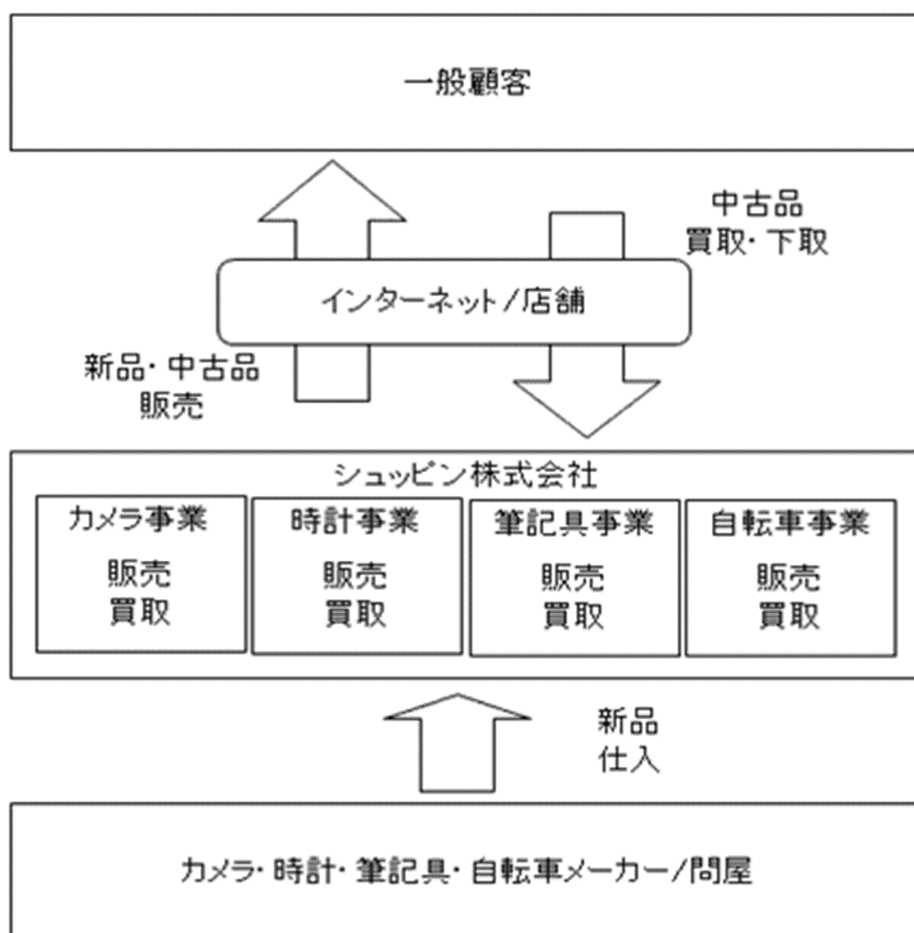 一般顧客
中古品
買取・下取
インターネット/店舗
新品・中古品
販売
シュッピン株式会社
カメラ事業
販売
買取
時計事業
販売
買取
筆記具事業
販売
買取
自転車事業
販売
買取
新品
仕入
カメラ・時計・筆記具・自転車メーカー/問屋